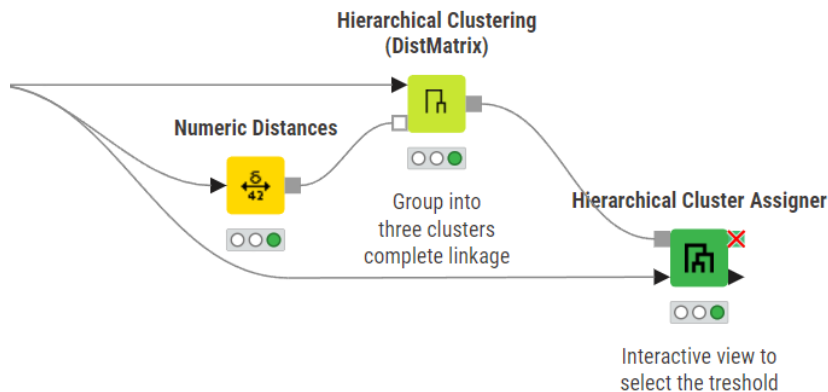 Hierarchical Clustering
(DistMatrix)
Numeric Distances
δ
42
Group into
three clusters
complete linkage
Hierarchical Cluster Assigner
Interactive view to
select the treshold